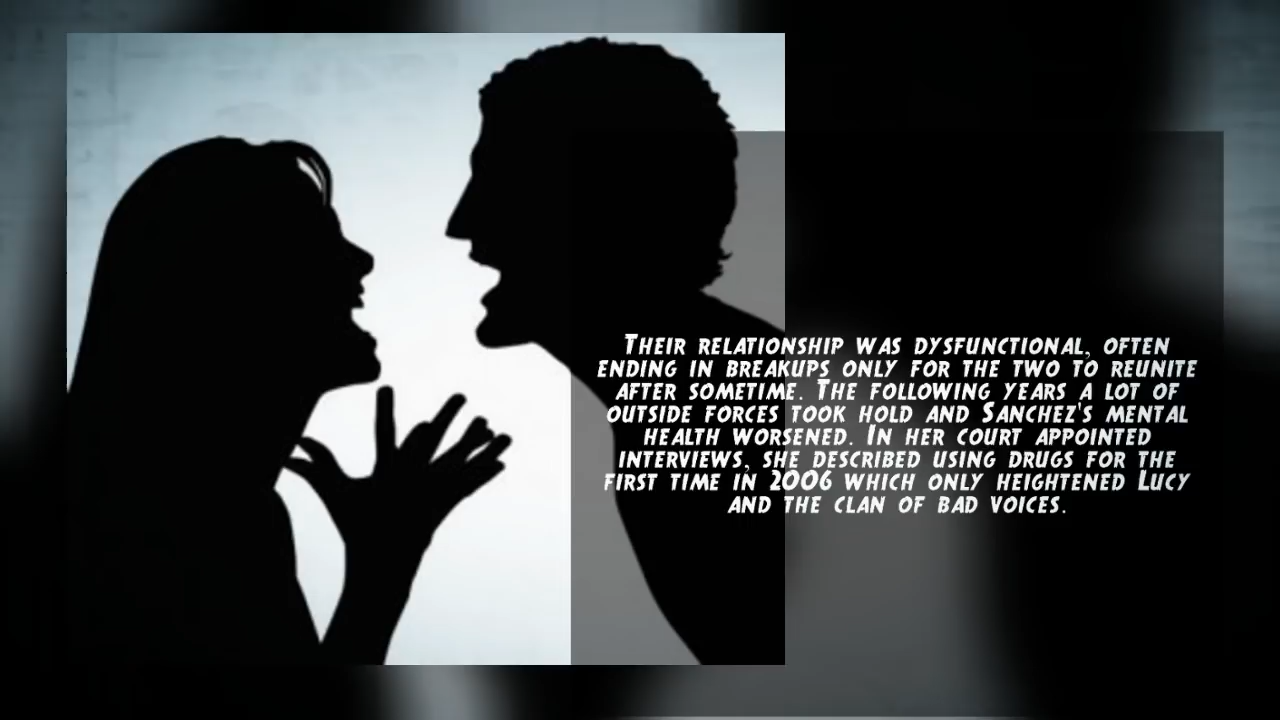 Their relationship was dysfunctional, often
ending in breakups only for the two to reunite
after sometime. The following years a lot of
outside forces took hold and Sanchez's mental
health worsened. In her court appointed
interviews, she described using drugs for the
first time in 2006 which only heightened Lucy
and the clan of bad voices.